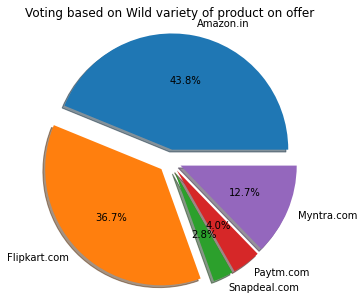 Voting based on Wild variety of product on offer
Amazon.in
43.8%
36.7%
Flipkart.com
2.8%
Snapdeal.com
4.0%
Paytm.com
12.7%
Myntra.com